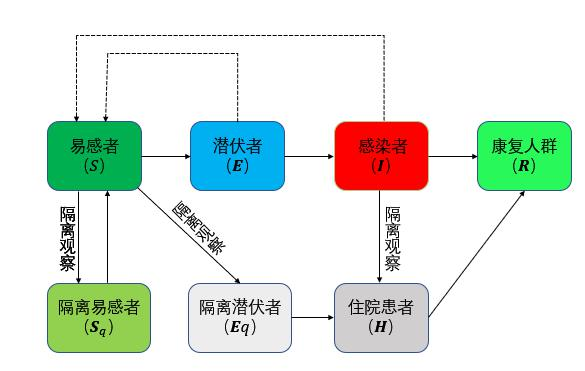 易感者
（S）
潜伏者
（E）
感染者
（I）
康复人群
（R）
隔离观察
隔离观察
隔离观察
隔离易感者
（Sq）
隔离潜伏者
（Eq）
住院患者
（H）